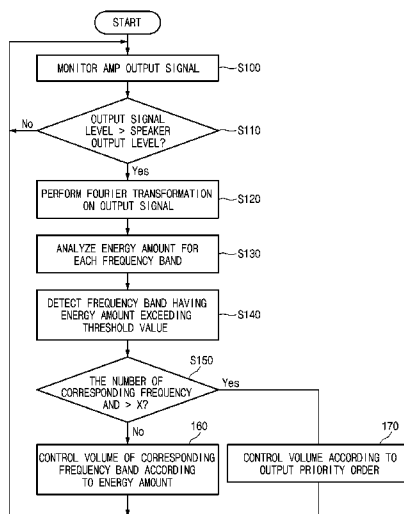 START
MONITOR AMP OUTPUT SIGNAL
S100
OUTPUT SIGNAL
LEVEL > SPEAKER
OUTPUT LEVEL?
S110
No
Yes
PERFORM FOURIER TRANSFORMATION
ON OUTPUT SIGNAL
S120
ANALYZE ENERGY AMOUNT FOR
EACH FREQUENCY BAND
S130
DETECT FREQUENCY BAND HAVING
ENERGY AMOUNT EXCEEDING
THRESHOLD VALUE
S140
S150
THE NUMBER OF
CORRESPONDING FREQUENCY
AND > X?
Yes
No
160
CONTROL VOLUME OF CORRESPONDING
FREQUENCY BAND ACCORDING
TO ENERGY AMOUNT
170
CONTROL VOLUME ACCORDING TO
OUTPUT PRIORITY ORDER